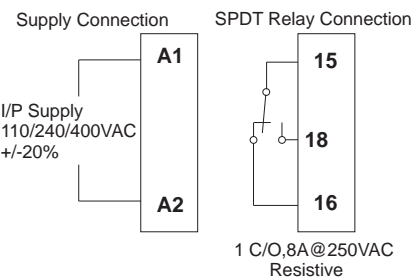 Supply Connection
A1
I/P Supply
110/240/400VAC
+/-20%
A2
SPDT Relay Connection
15
18
16
1 C/O,8A@250VAC
Resistive